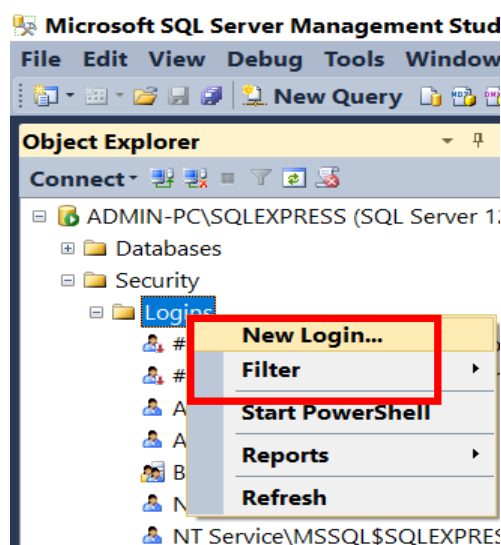 Microsoft SQL Server Management Stud
File Edit View Debug Tools Window
New Query
Object Explorer
Connect
ADMIN-PC\SQLEXPRESS (SQL Server 1
Databases
Security
Logins
New Login...
#
Filter
#
A
Start PowerShell
A
Reports
B
Refresh
N
NT Service\MSSQL$SQLEXPRES